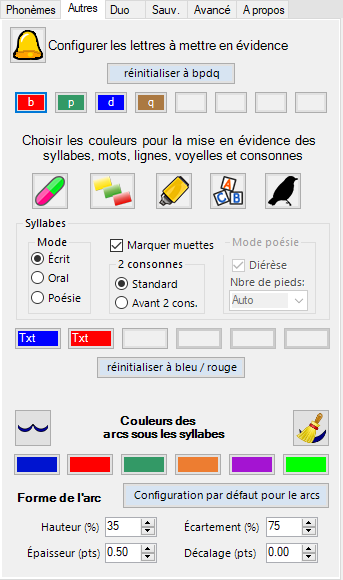 Phonèmes Autres Duo Sauv. Avancé A propos
Configurer les lettres à mettre en évidence
réinitialiser à bpdq
b p d q
Choisir les couleurs pour la mise en évidence des
syllabes, mots, lignes, voyelles et consonnes
A B C
Syllabes
Mode
Écrit
Oral
Poésie
Marquer muettes
2 consonnes
Standard
Avant 2 cons.
Mode poésie
Diérèse
Nbre de pieds:
Auto
Txt Txt
réinitialiser à bleu / rouge
Couleurs des
arcs sous les syllabes
Forme de l'arc Configuration par défaut pour le arcs
Hauteur (%) 35 Écartement (%) 75
Épaisseur (pts) 0.50 Décalage (pts) 0.00